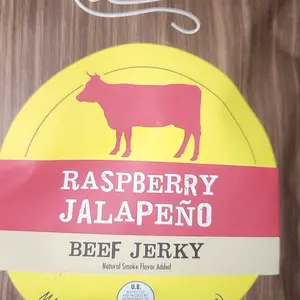 RASPBERRY
JALAPEÑO
BEEF JERKY
Natural Smoke Flavor Added
U.S.